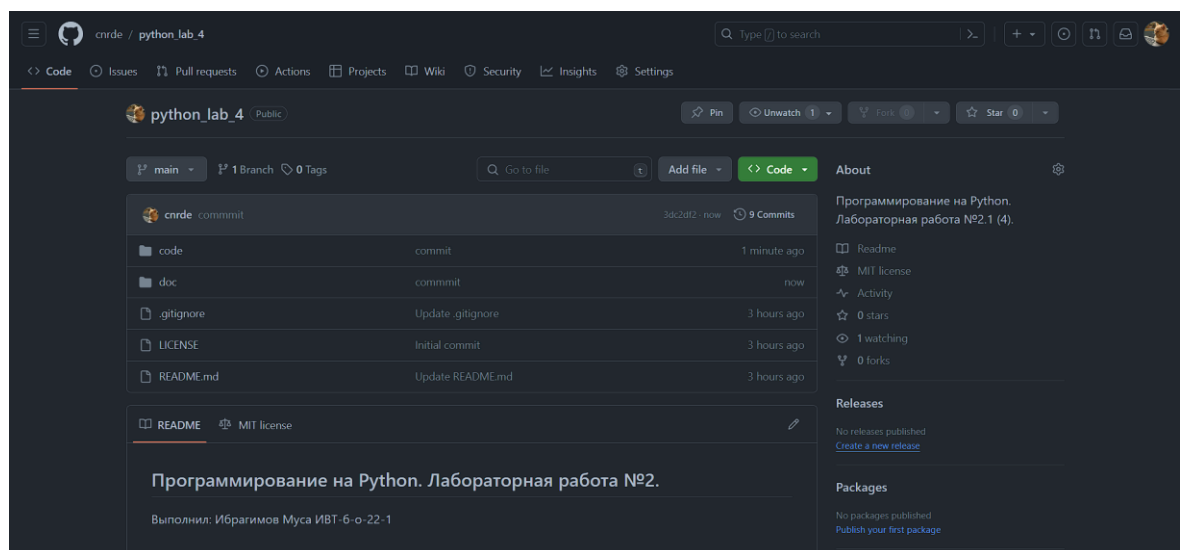 cnrde / python_lab_4
Type / to search
Code Issues Pull requests Actions Projects Wiki Security Insights Settings
python_lab_4 Public
Pin Unwatch 1 Fork 0 Star 0
main 1 Branch 0 Tags Go to file t Add file Code
cnrde commmit 3dc2df2 · now 9 Commits
code commit 1 minute ago
doc commmit now
.gitignore Update .gitignore 3 hours ago
LICENSE Initial commit 3 hours ago
README.md Update README.md 3 hours ago
README MIT license
Программирование на Python. Лабораторная работа №2.
Выполнил: Ибрагимов Муса ИВТ-б-о-22-1
About
Программирование на Python.
Лабораторная работа №2.1 (4).
Readme
MIT license
Activity
0 stars
1 watching
0 forks
Releases
No releases published
Create a new release
Packages
No packages published
Publish your first package